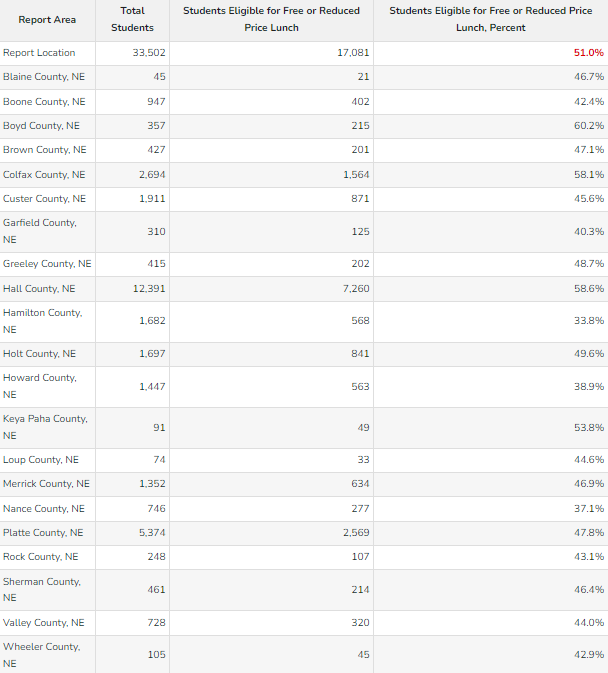 Report Area Total Students Students Eligible for Free or Reduced Price Lunch Students Eligible for Free or Reduced Price Lunch, Percent
Report Location 33,502 17,081 51.0%
Blaine County, NE 45 21 46.7%
Boone County, NE 947 402 42.4%
Boyd County, NE 357 215 60.2%
Brown County, NE 427 201 47.1%
Colfax County, NE 2,694 1,564 58.1%
Custer County, NE 1,911 871 45.6%
Garfield County, NE 310 125 40.3%
Greeley County, NE 415 202 48.7%
Hall County, NE 12,391 7,260 58.6%
Hamilton County, NE 1,682 568 33.8%
Holt County, NE 1,697 841 49.6%
Howard County, NE 1,447 563 38.9%
Keya Paha County, NE 91 49 53.8%
Loup County, NE 74 33 44.6%
Merrick County, NE 1,352 634 46.9%
Nance County, NE 746 277 37.1%
Platte County, NE 5,374 2,569 47.8%
Rock County, NE 248 107 43.1%
Sherman County, NE 461 214 46.4%
Valley County, NE 728 320 44.0%
Wheeler County, NE 105 45 42.9%